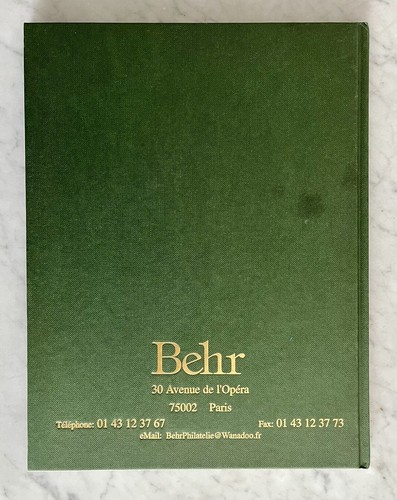 Behr
30 Avenue de l'Opéra
75002 Paris
Téléphone: 01 43 12 37 67 Fax: 01 43 12 37 73
eMail: BehrPhilatelie@Wanadoo.fr